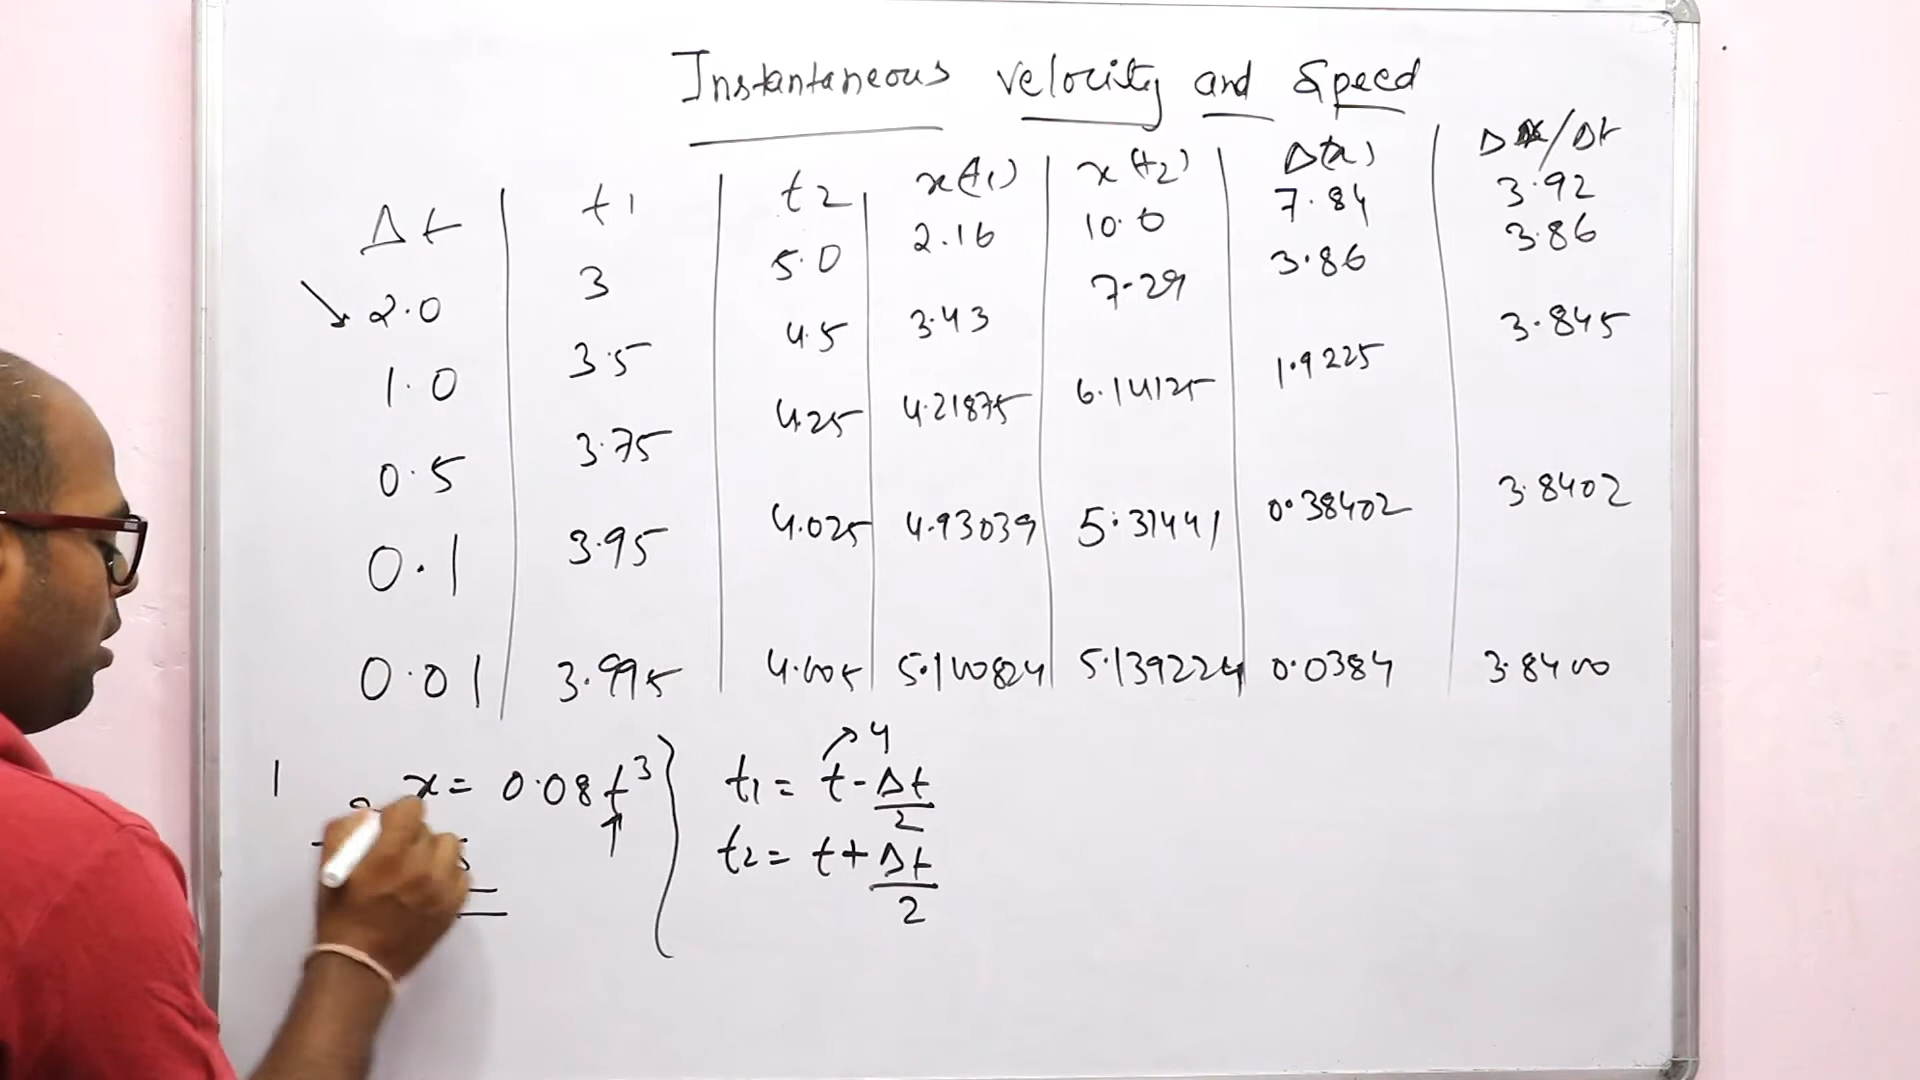 Instantaneous velocity and Speed
Δt t1 t2 x(t1) x(t2) Δ(x) Δx/Δt
2.0 3 5.0 2.16 10.0 7.84 3.92
1.0 3.5 4.5 3.43 7.29 3.86 3.86
0.5 3.75 4.25 4.21875 6.14125 1.9225 3.845
0.1 3.95 4.025 4.93039 5.31441 0.38402 3.8402
0.01 3.995 4.005 5.100824 5.139224 0.0384 3.8400
x = 0.08t³
t1 = t - Δt/2
4
t2 = t + Δt/2
1